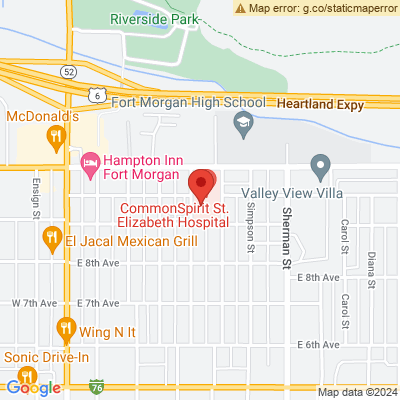 Map error: g.co/staticmaperror
Riverside Park
52
6
Fort Morgan High School
Heartland Expy
McDonald's
Hampton Inn
Fort Morgan
Valley View Villa
Ensign St
CommonSpirit St.
Elizabeth Hospital
Simpson St
Sherman St
El Jacal Mexican Grill
Carol St
Diana St
E 8th Ave
E 8th Ave
W 7th Ave
E 7th Ave
Carol St
Wing N It
E 6th Ave
Sonic Drive-In
Google
76
Map data ©2024